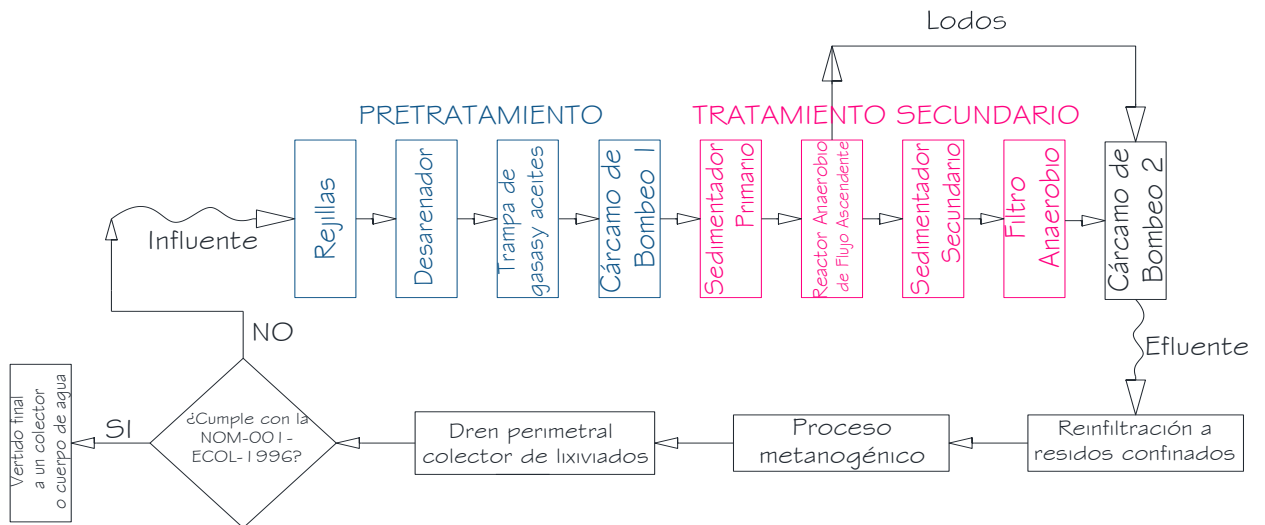 Lodos
PRETRATAMIENTO
TRATAMIENTO SECUNDARIO
Influente
Rejillas
Desarenador
Trampa de
gasasy aceites
Cárcamo de
Bombeo 1
Sedimentador
Primario
Reactor Anaerobio
de Flujo Ascendente
Sedimentador
Secundario
Filtro
Anaerobio
Cárcamo de
Bombeo 2
Efluente
Reinfiltración a
residos confinados
Proceso
metanogénico
Dren perimetral
colector de lixiviados
¿Cumple con la
NOM-001-
ECOL-1996?
NO
SI
Vertido final
a un colector
o cuerpo de agua